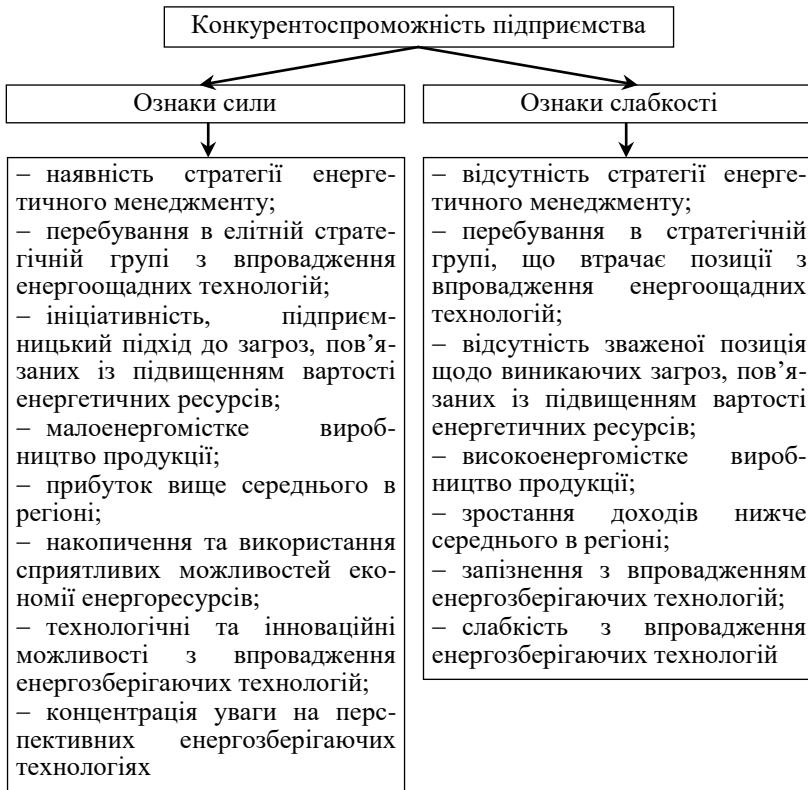 Конкурентоспроможність підприємства
Ознаки сили
– наявність стратегії енерге-
тичного менеджменту;
– перебування в елітній страте-
гічній групі з впровадження
енергоощадних технологій;
– ініціативність, підприєм-
ницький підхід до загроз, пов’я-
заних із підвищенням вартості
енергетичних ресурсів;
– малоенергомістке вироб-
ництво продукції;
– прибуток вище середнього в
регіоні;
– накопичення та використання
сприятливих можливостей еко-
номії енергоресурсів;
– технологічні та інноваційні
можливості з впровадження
енергозберігаючих технологій;
– концентрація уваги на перс-
пективних енергозберігаючих
технологіях
Ознаки слабкості
– відсутність стратегії енерге-
тичного менеджменту;
– перебування в стратегічній
групі, що втрачає позиції з
впровадження енергоощадних
технологій;
– відсутність зваженої позиція
щодо виникаючих загроз, пов’я-
заних із підвищенням вартості
енергетичних ресурсів;
– високоенергомістке вироб-
ництво продукції;
– зростання доходів нижче
середнього в регіоні;
– запізнення з впровадженням
енергозберігаючих технологій;
– слабкість з впровадження
енергозберігаючих технологій